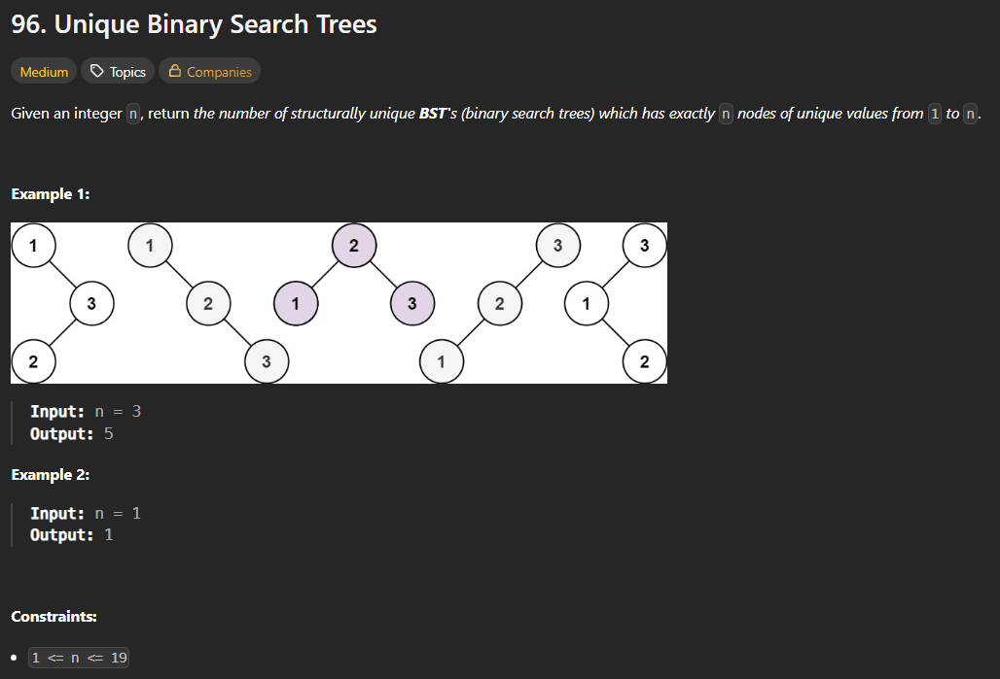 96. Unique Binary Search Trees
Medium Topics Companies
Given an integer n, return the number of structurally unique BST's (binary search trees) which has exactly n nodes of unique values from 1 to n.
Example 1:
1 1 2 3 3
3 2 1 3 2 1
2 3 1 2
Input: n = 3
Output: 5
Example 2:
Input: n = 1
Output: 1
Constraints:
• 1 <= n <= 19